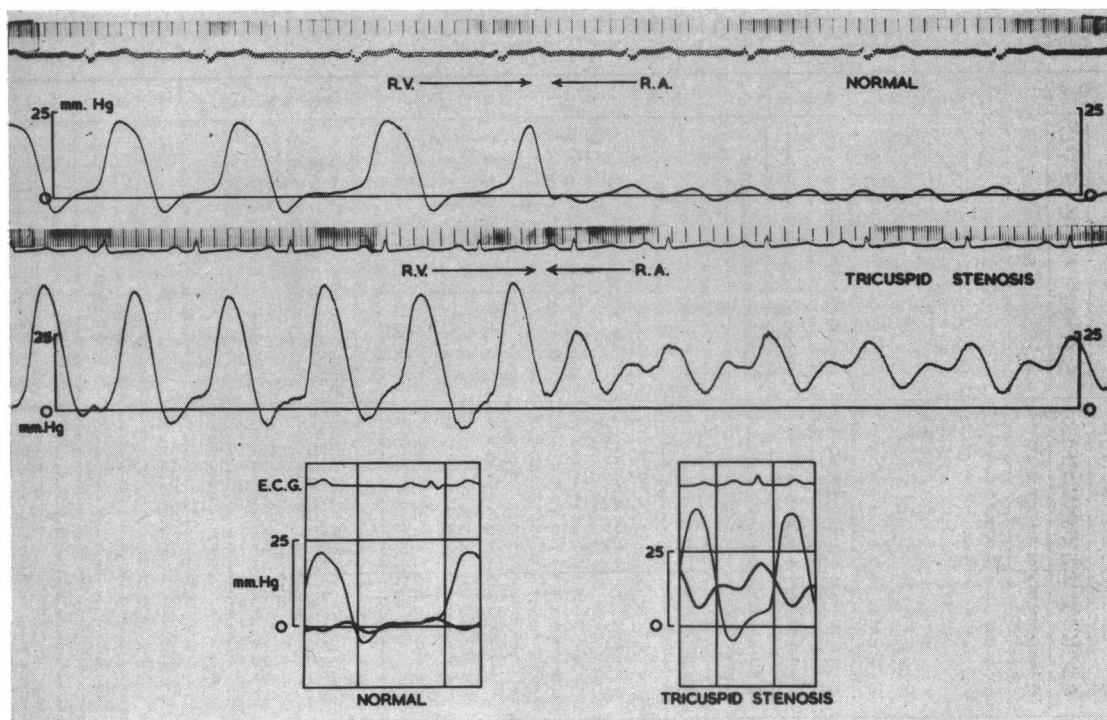 R.V. R.A. NORMAL
mm. Hg
25 25
0 0
R.V. R.A.
TRICUSPID STENOSIS
25 25
0 0
mm.Hg
E.C.G.
25 25
mm.Hg
0 0
NORMAL TRICUSPID STENOSIS